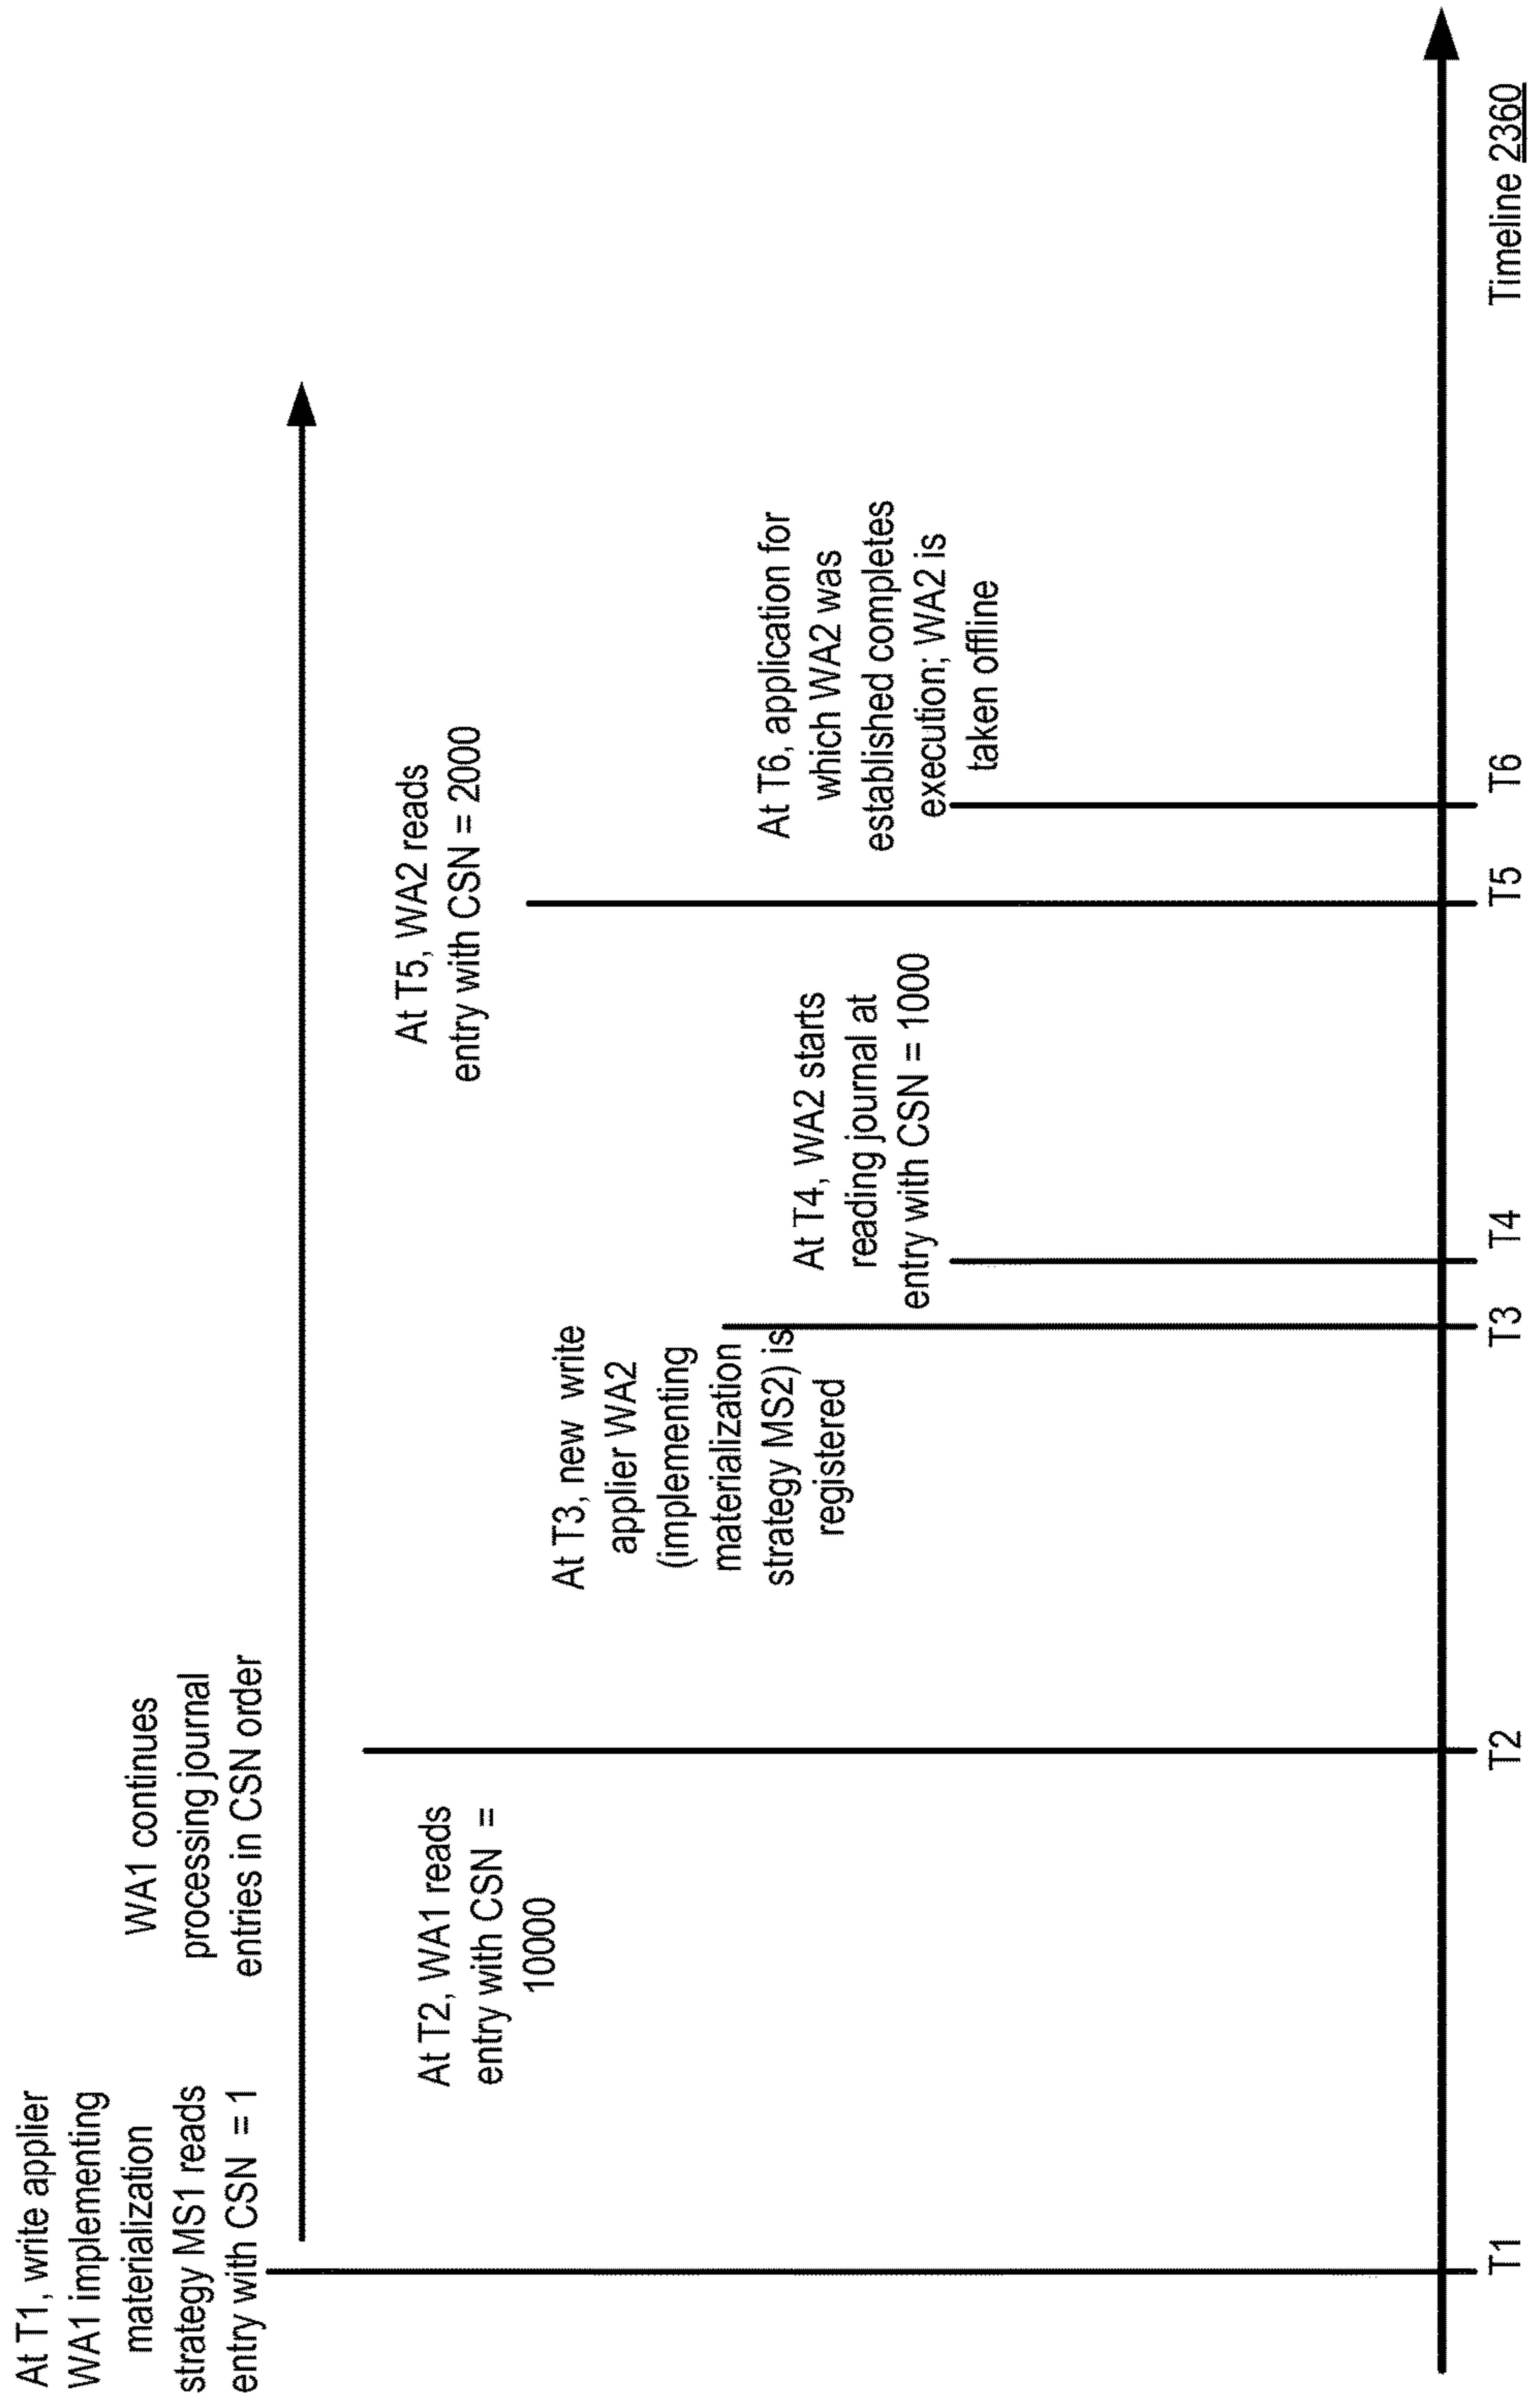 At T1, write applier
WA1 implementing
materialization
strategy MS1 reads
entry with CSN = 1
WA1 continues
processing journal
entries in CSN order
At T2, WA1 reads
entry with CSN =
10000
At T3, new write
applier WA2
(implementing
materialization
strategy MS2) is
registered
At T4, WA2 starts
reading journal at
entry with CSN = 1000
At T5, WA2 reads
entry with CSN = 2000
At T6, application for
which WA2 was
established completes
execution; WA2 is
taken offline
T1
T2
T3
T4
T5
T6
Timeline 2360